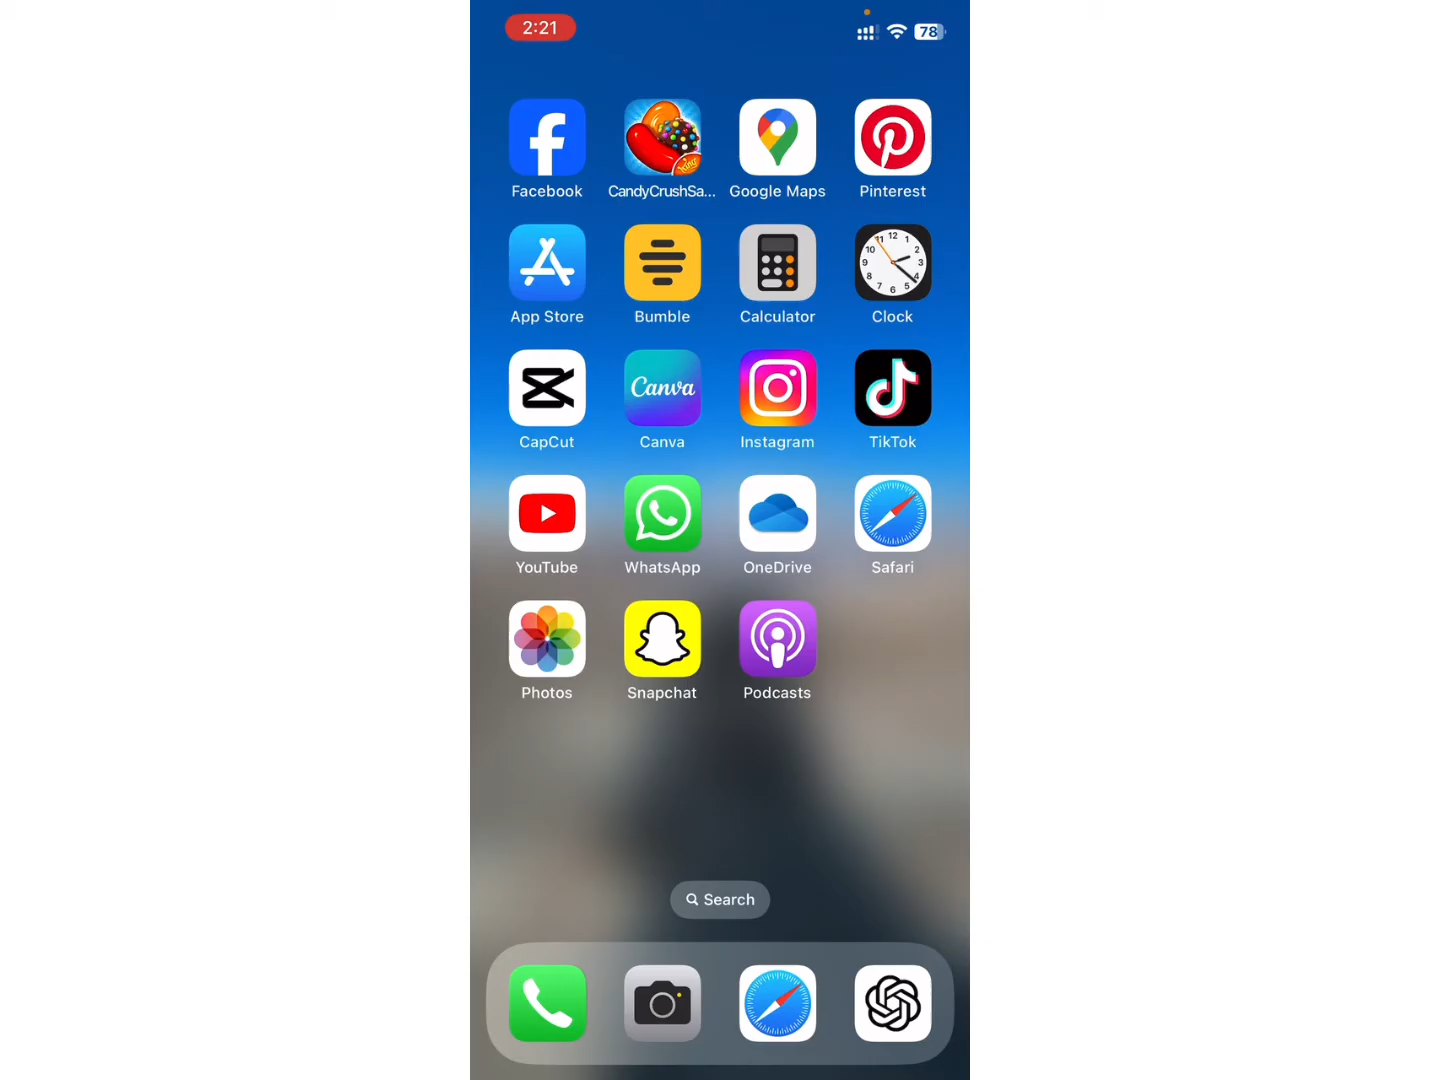 2:21
78
Facebook
CandyCrushSa...
Google Maps
Pinterest
App Store
Bumble
Calculator
Clock
CapCut
Canva
Canva
Instagram
TikTok
YouTube
WhatsApp
OneDrive
Safari
Photos
Snapchat
Podcasts
Search